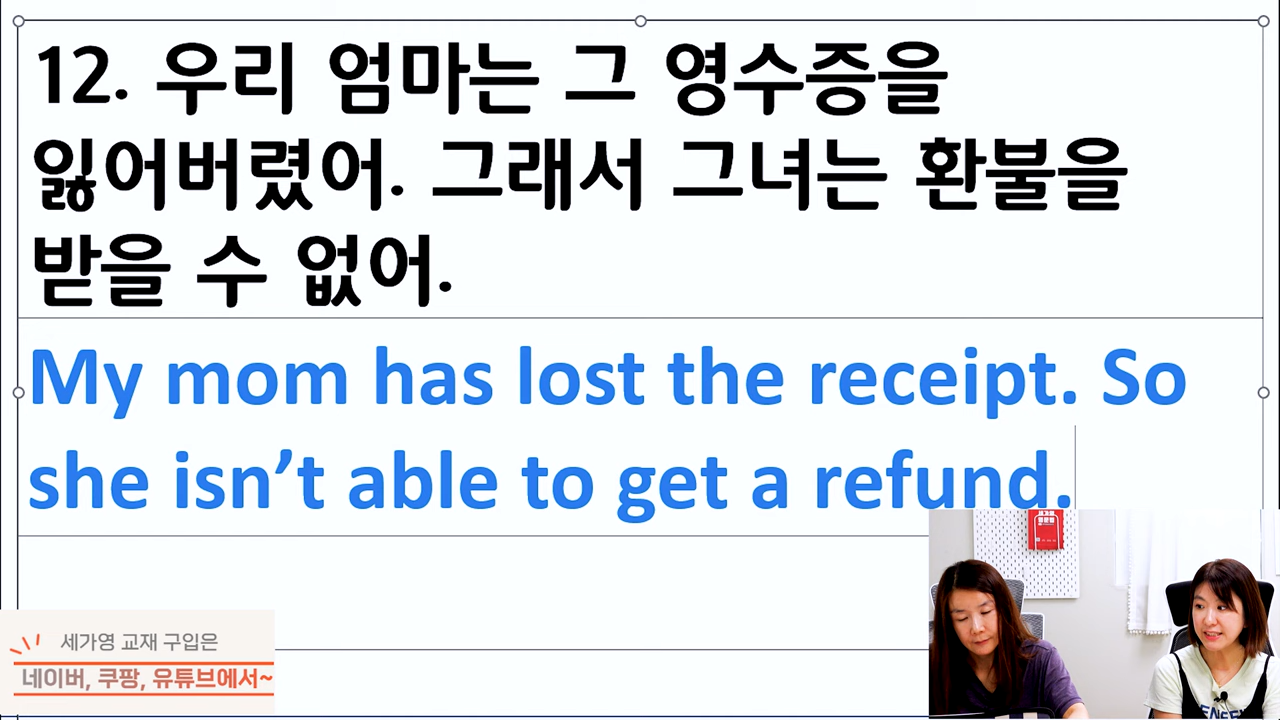 12. 우리 엄마는 그 영수증을
잃어버렸어. 그래서 그녀는 환불을
받을 수 없어.
My mom has lost the receipt. So
she isn’t able to get a refund.
세가영 교재 구입은
네이버, 쿠팡, 유튜브에서~